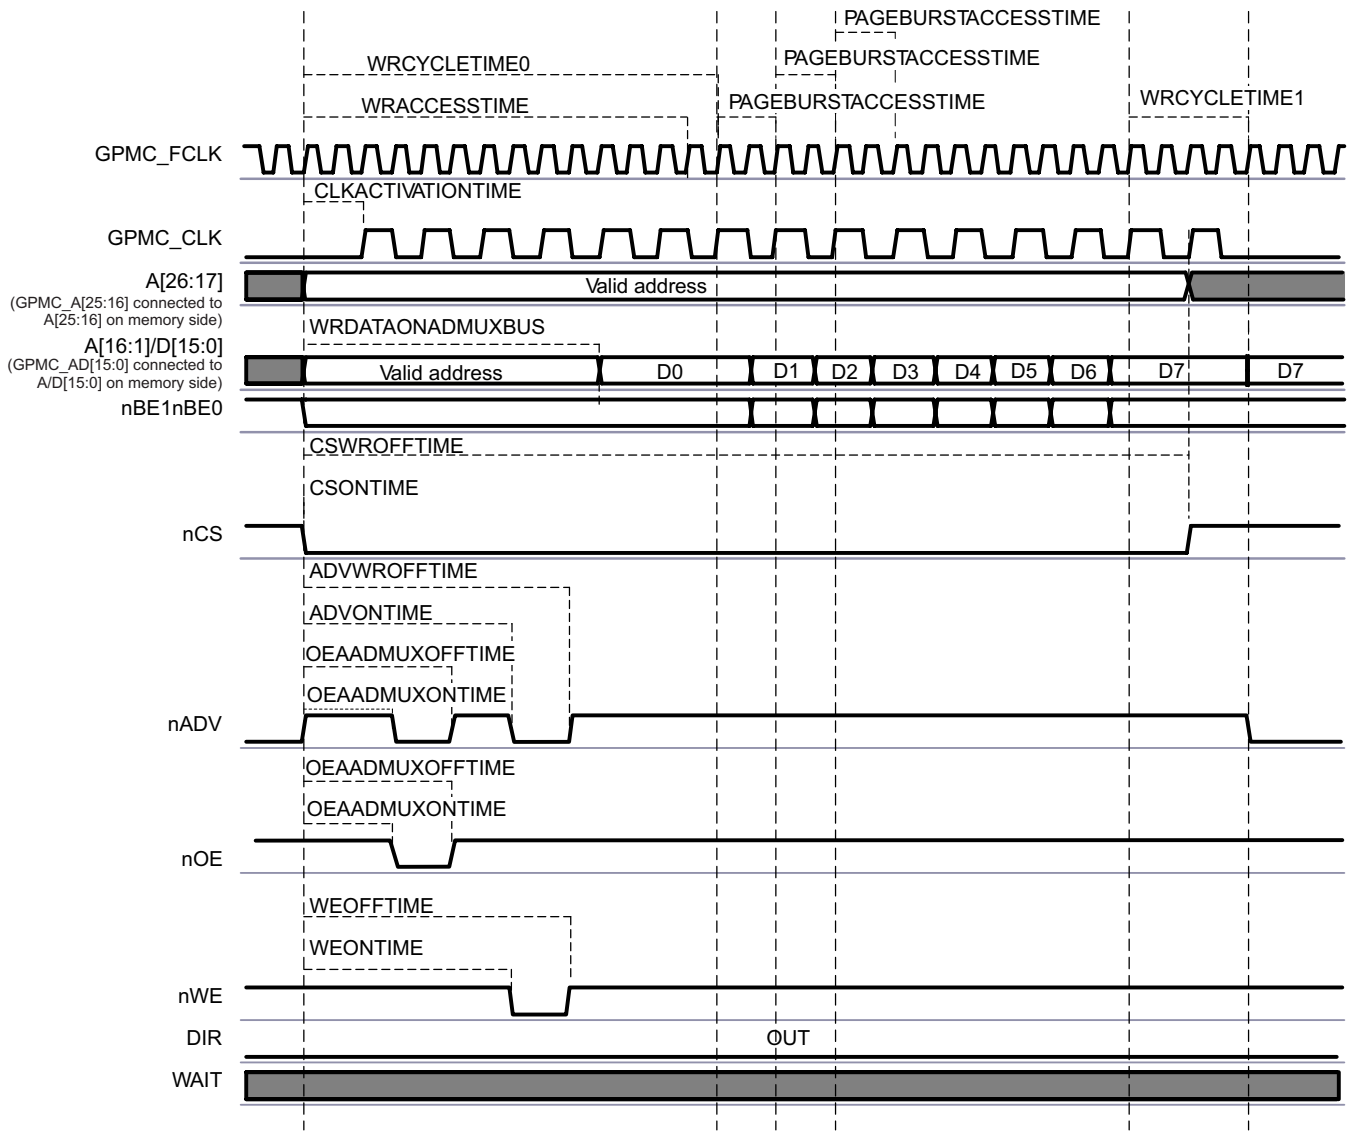 PAGEBURSTACCESSTIME
WRCYCLETIME0
PAGEBURSTACCESSTIME
WRACCESSTIME
PAGEBURSTACCESSTIME
WRCYCLETIME1
GPMC_FCLK
CLKACTIVATIONTIME
GPMC_CLK
A[26:17]
Valid address
(GPMC_A[25:16] connected to
A[25:16] on memory side)
WRDATAONADMUXBUS
A[16:1]/D[15:0]
(GPMC_AD[15:0] connected to
A/D[15:0] on memory side)
Valid address D0 D1 D2 D3 D4 D5 D6 D7 D7
nBE1nBE0
CSWROFFTIME
CSONTIME
nCS
ADVWROFFTIME
ADVONTIME
OEAADMUXOFFTIME
OEAADMUXONTIME
nADV
OEAADMUXOFFTIME
OEAADMUXONTIME
nOE
WEOFFTIME
WEONTIME
nWE
DIR OUT
WAIT